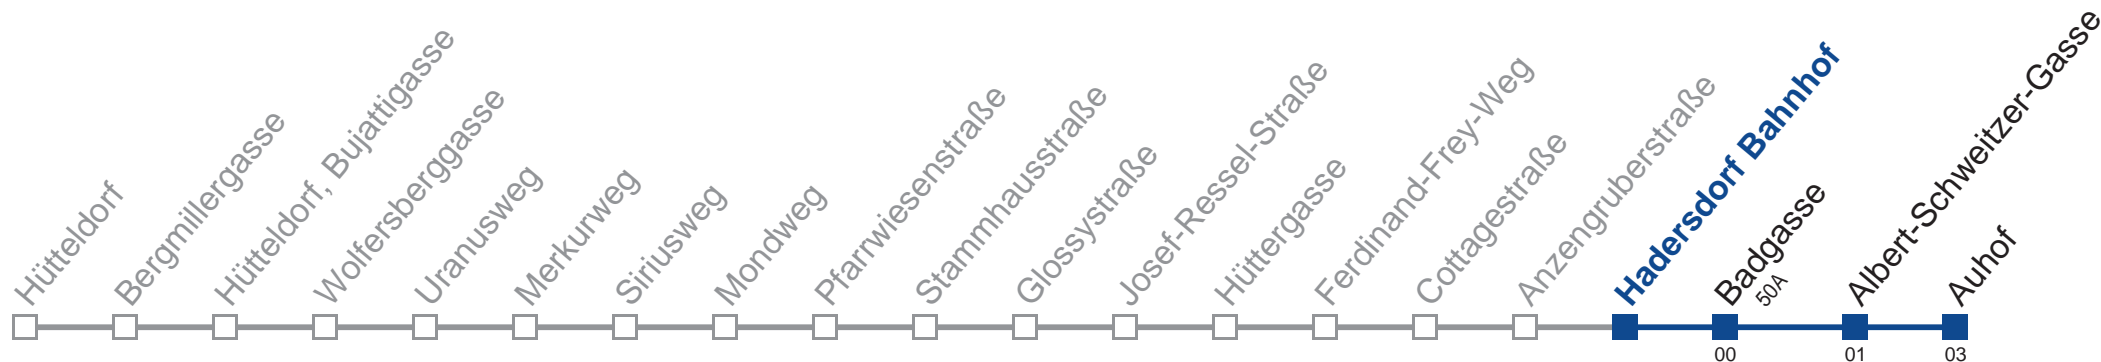 Hütteldorf
Bergmillergasse
Hütteldorf, Bujattigasse
Wolfersberggasse
Uranusweg
Merkurweg
Siriusweg
Mondweg
Pfarrwiesenstraße
Stammhausstraße
Glossystraße
Josef-Ressel-Straße
Hüttergasse
Ferdinand-Frey-Weg
Cottagestraße
Anzengruberstraße
Hadersdorf Bahnhof
Badgasse
50A
Albert-Schweitzer-Gasse
Auhof
00
01
03